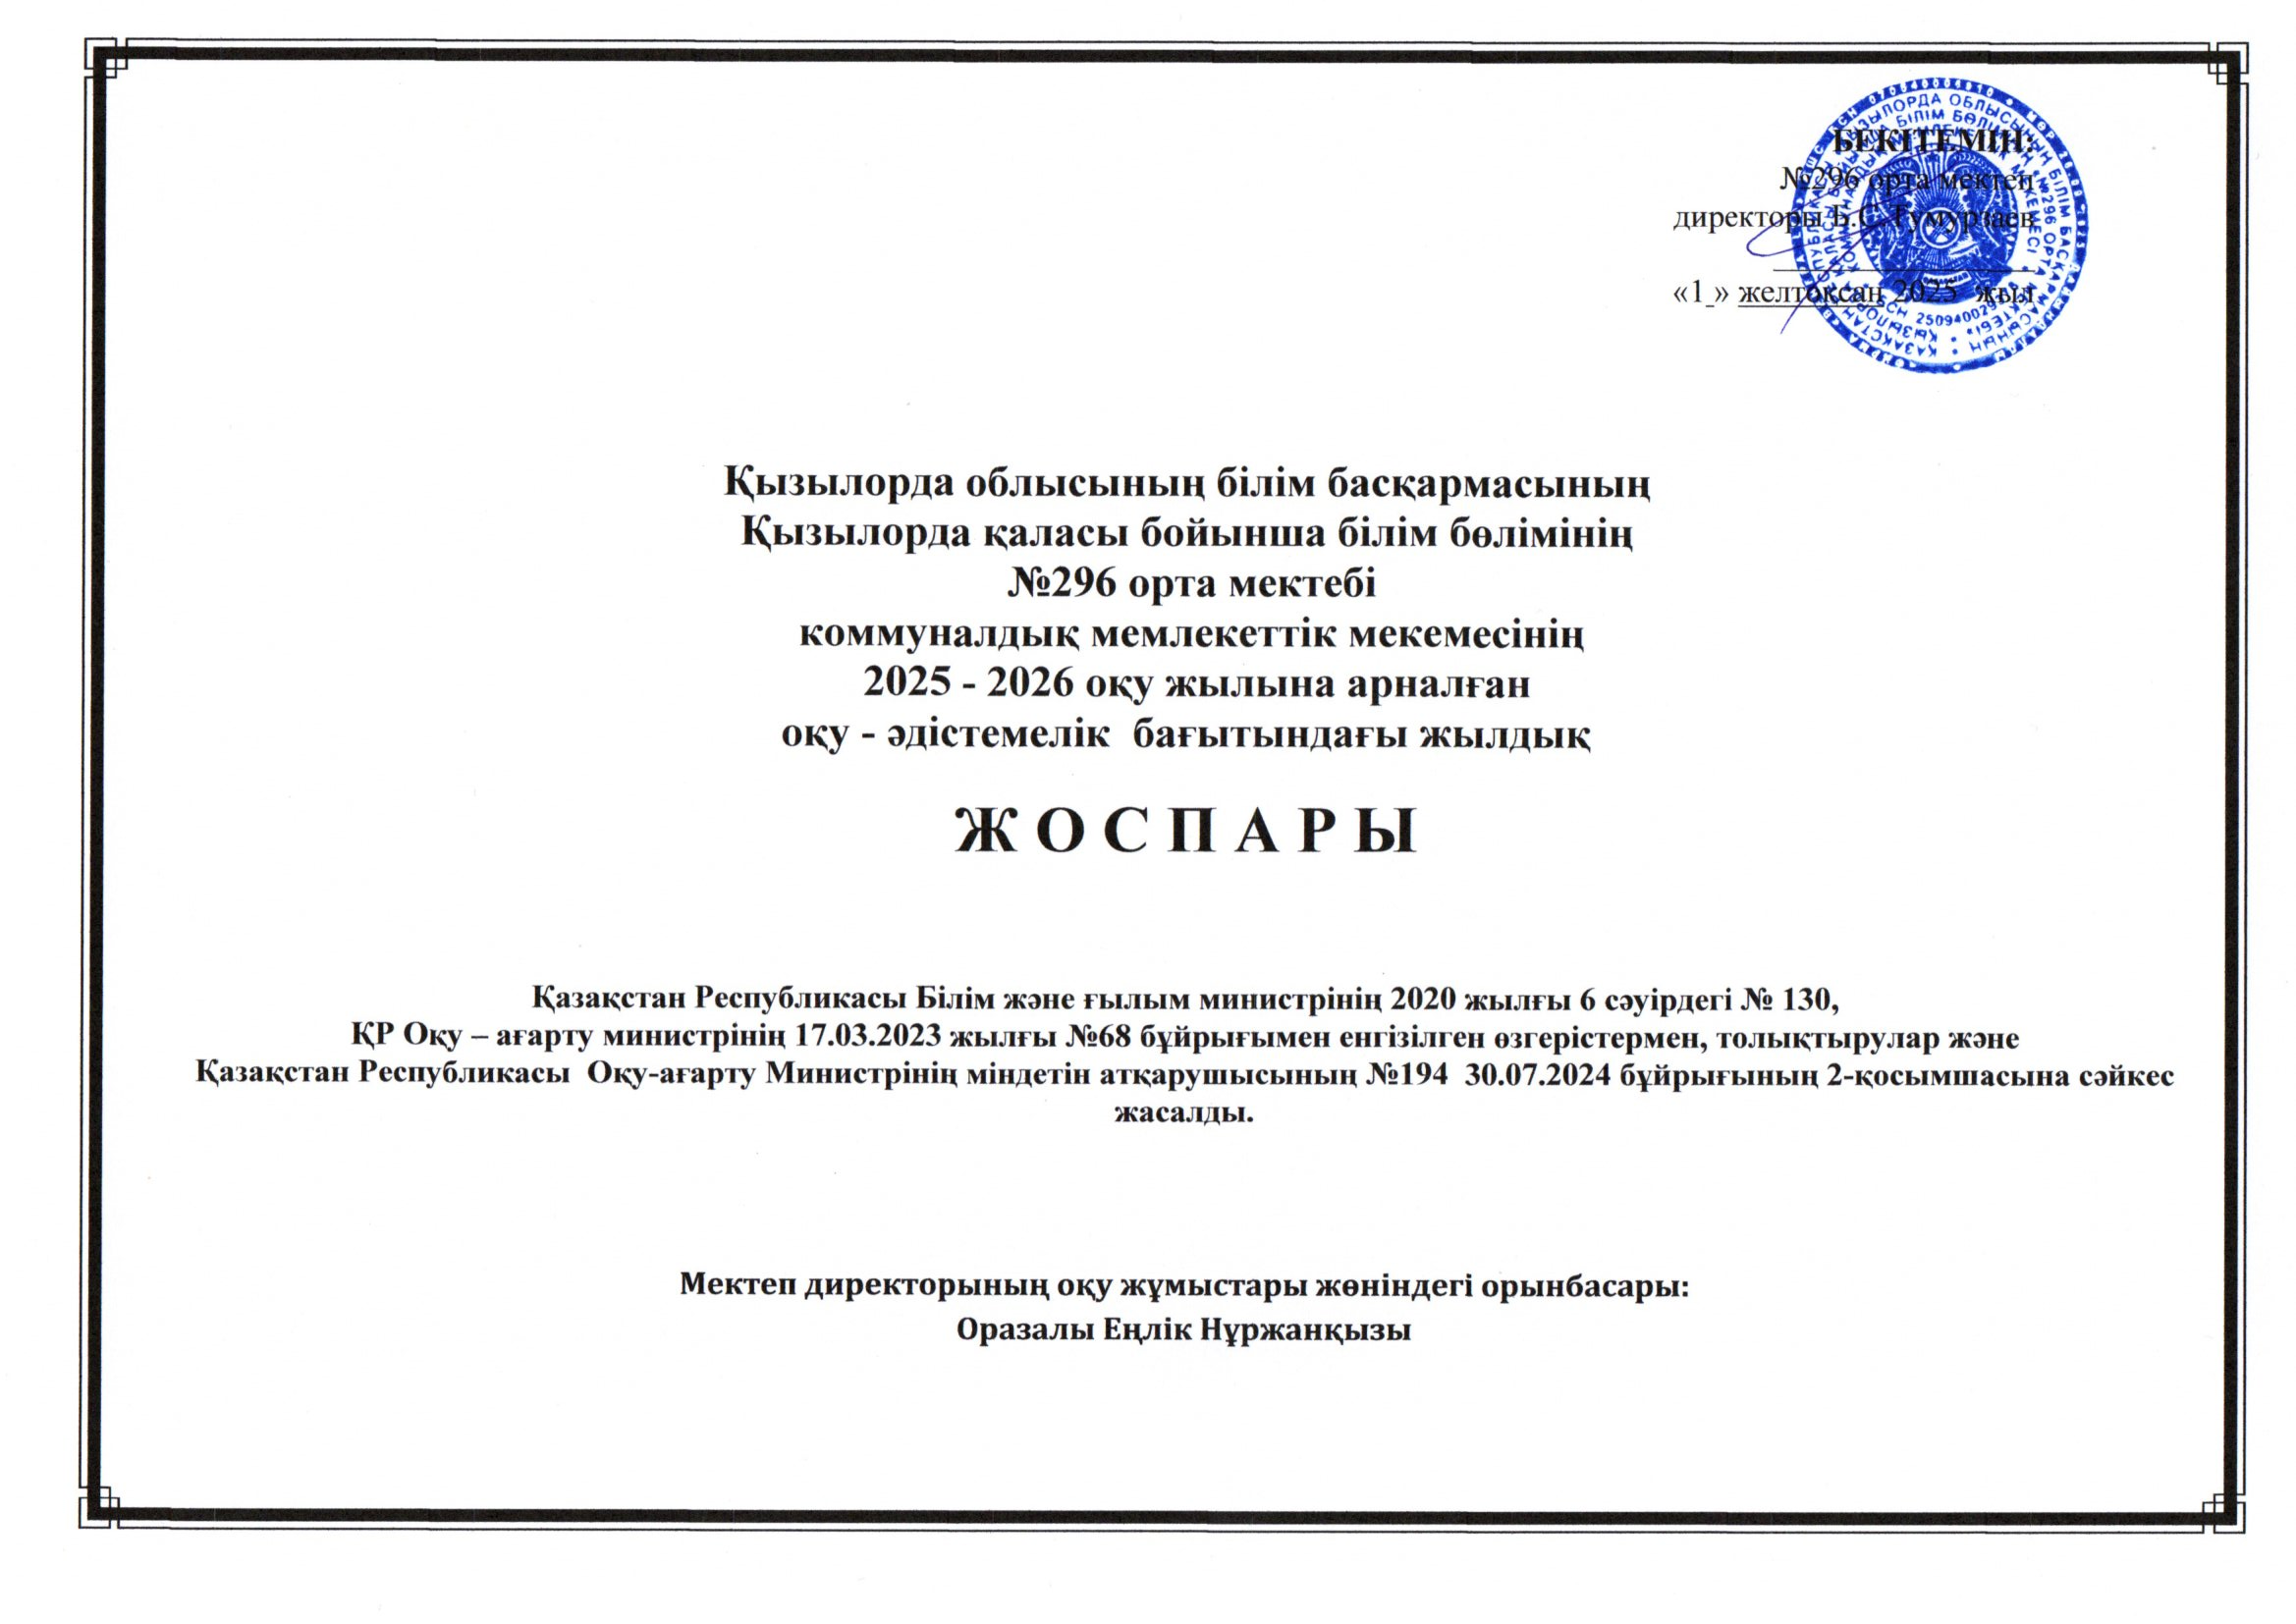 БЕКІТЕМІН:
№296 орта мектеп
директоры Б.С. Тумурзаев
«1 » желтоқсан 2025 жыл
Қызылорда облысының білім басқармасының
Қызылорда қаласы бойынша білім бөлімінің
№296 орта мектебі
коммуналдық мемлекеттік мекемесінің
2025 - 2026 оқу жылына арналған
оқу - әдістемелік бағытындағы жылдық
Ж О С П А Р Ы
Қазақстан Республикасы Білім және ғылым министрінің 2020 жылғы 6 сәуірдегі № 130,
ҚР Оқу – ағарту министрінің 17.03.2023 жылғы №68 бұйрығымен енгізілген өзгерістермен, толықтырулар және
Қазақстан Республикасы Оқу-ағарту Министрінің міндетін атқарушысының №194 30.07.2024 бұйрығының 2-қосымшасына сәйкес
жасалды.
Мектеп директорының оқу жұмыстары жөніндегі орынбасары:
Оразалы Еңлік Нұржанқызы